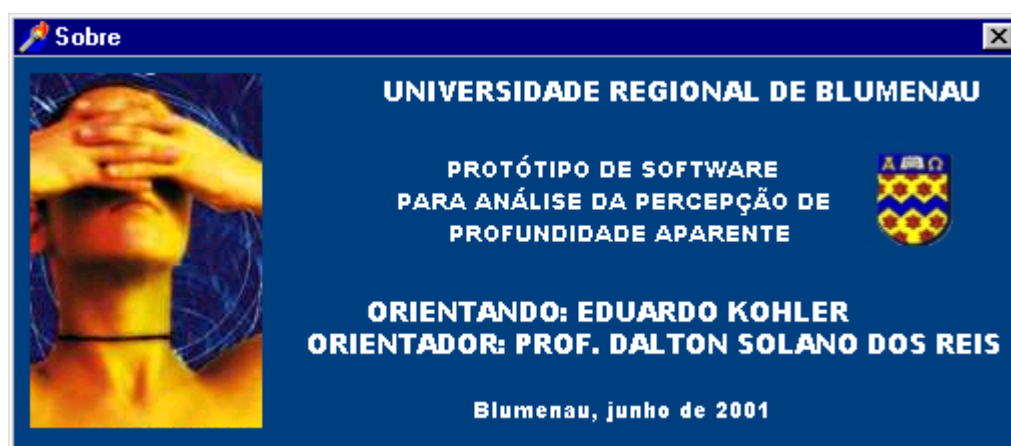 Sobre
UNIVERSIDADE REGIONAL DE BLUMENAU
PROTÓTIPO DE SOFTWARE
PARA ANÁLISE DA PERCEPÇÃO DE
PROFUNDIDADE APARENTE
Α Ω
ORIENTANDO: EDUARDO KOHLER
ORIENTADOR: PROF. DALTON SOLANO DOS REIS
Blumenau, junho de 2001